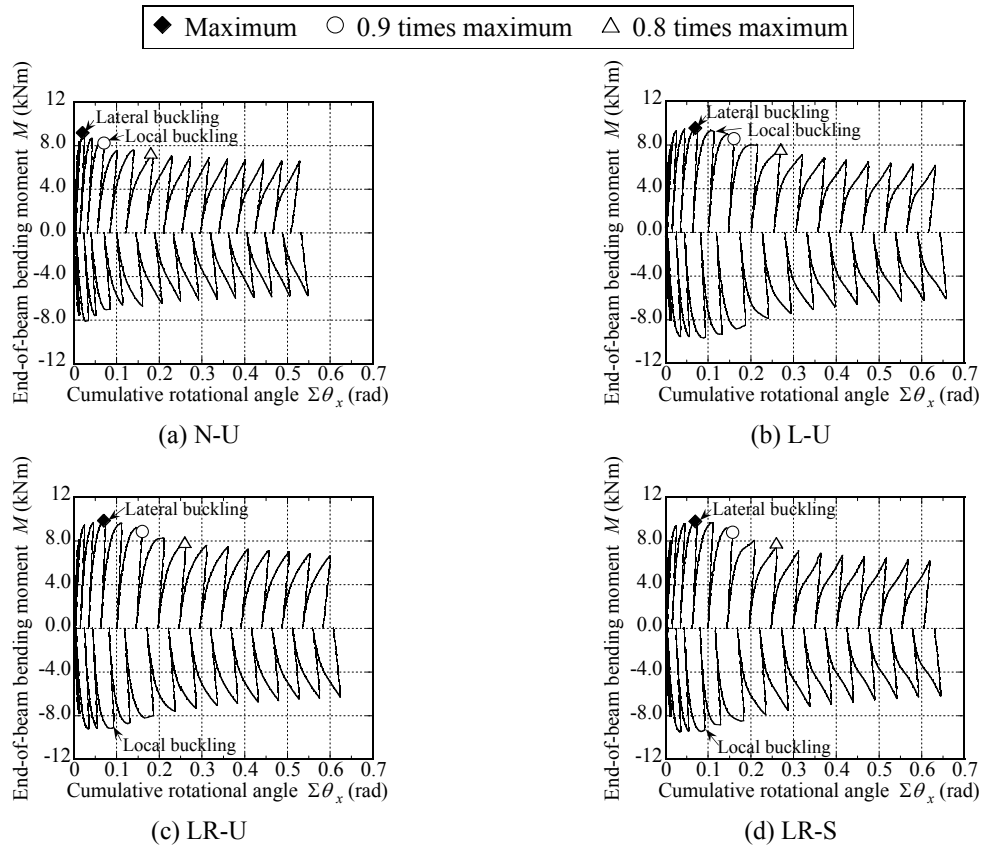 ◆ Maximum ○ 0.9 times maximum △ 0.8 times maximum
End-of-beam bending moment M (kNm)
12
8.0
4.0
0.0
-4.0
-8.0
-12
Lateral buckling
Local buckling
0 0.1 0.2 0.3 0.4 0.5 0.6 0.7
Cumulative rotational angle Σθx (rad)
(a) N-U
End-of-beam bending moment M (kNm)
12
8.0
4.0
0.0
-4.0
-8.0
-12
Lateral buckling
Local buckling
0 0.1 0.2 0.3 0.4 0.5 0.6 0.7
Cumulative rotational angle Σθx (rad)
(b) L-U
End-of-beam bending moment M (kNm)
12
8.0
4.0
0.0
-4.0
-8.0
-12
Lateral buckling
Local buckling
0 0.1 0.2 0.3 0.4 0.5 0.6 0.7
Cumulative rotational angle Σθx (rad)
(c) LR-U
End-of-beam bending moment M (kNm)
12
8.0
4.0
0.0
-4.0
-8.0
-12
Lateral buckling
Local buckling
0 0.1 0.2 0.3 0.4 0.5 0.6 0.7
Cumulative rotational angle Σθx (rad)
(d) LR-S